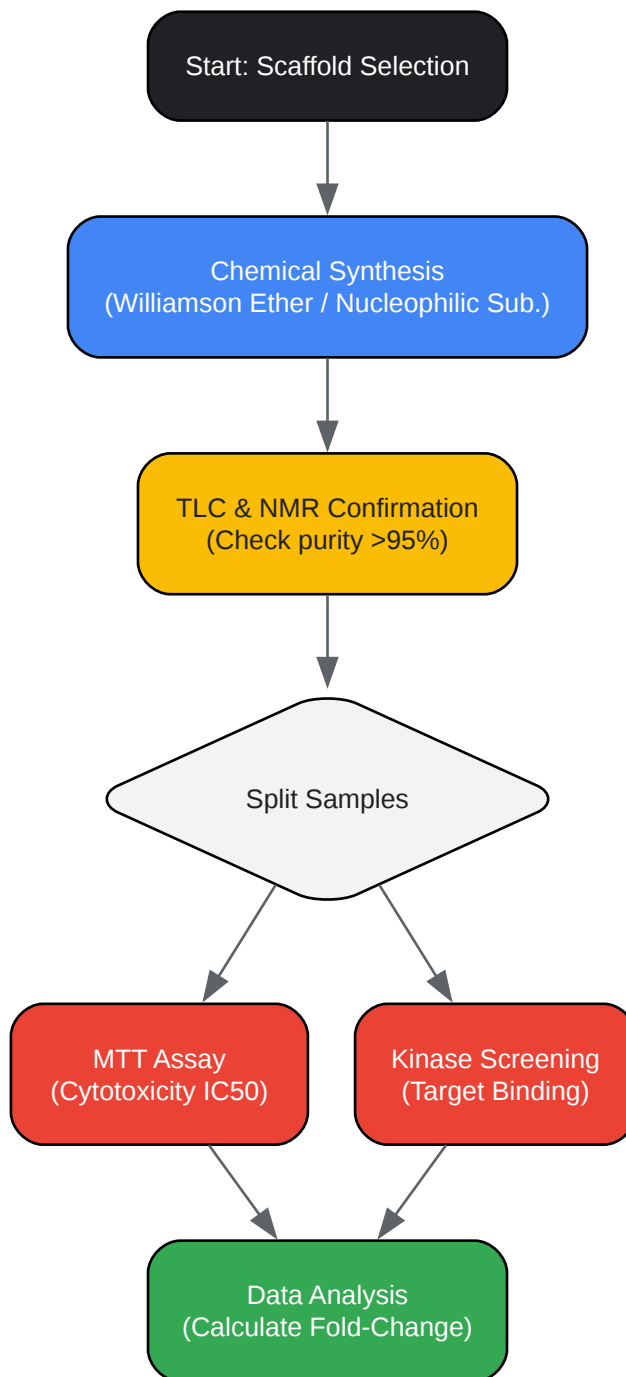 Start: Scaffold Selection
Chemical Synthesis
(Williamson Ether / Nucleophilic Sub.)
TLC & NMR Confirmation
(Check purity >95%)
Split Samples
MTT Assay
(Cytotoxicity IC50)
Kinase Screening
(Target Binding)
Data Analysis
(Calculate Fold-Change)